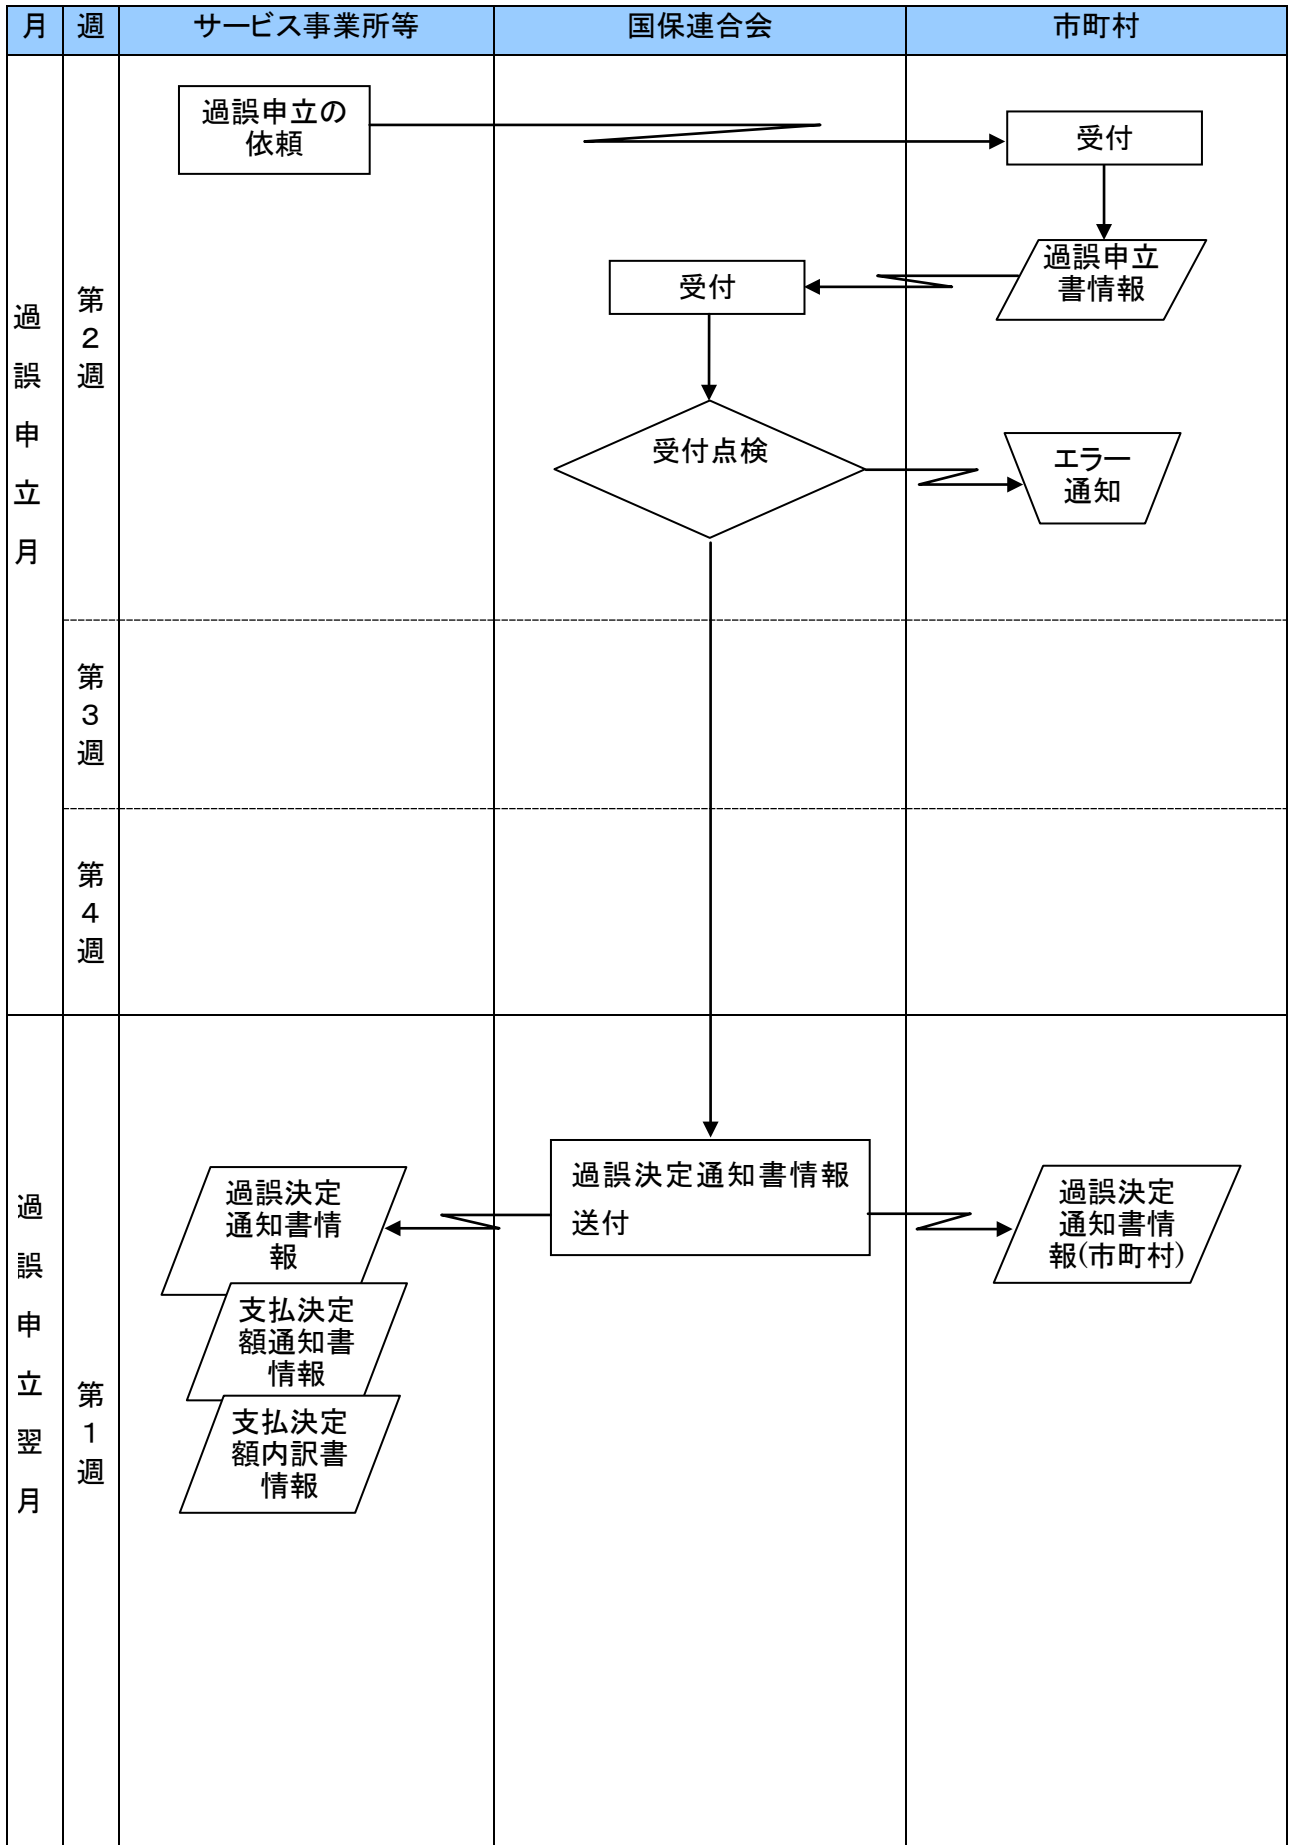 月 週 サービス事業所等 国保連合会 市町村
過誤申立月
第2週
過誤申立の
依頼
受付
過誤申立
書情報
受付
受付点検
エラー
通知
第3週
第4週
過誤申立翌月
第1週
過誤決定通知書情報
送付
過誤決定
通知書情
報
支払決定
額通知書
情報
支払決定
額内訳書
情報
過誤決定
通知書情
報(市町村)